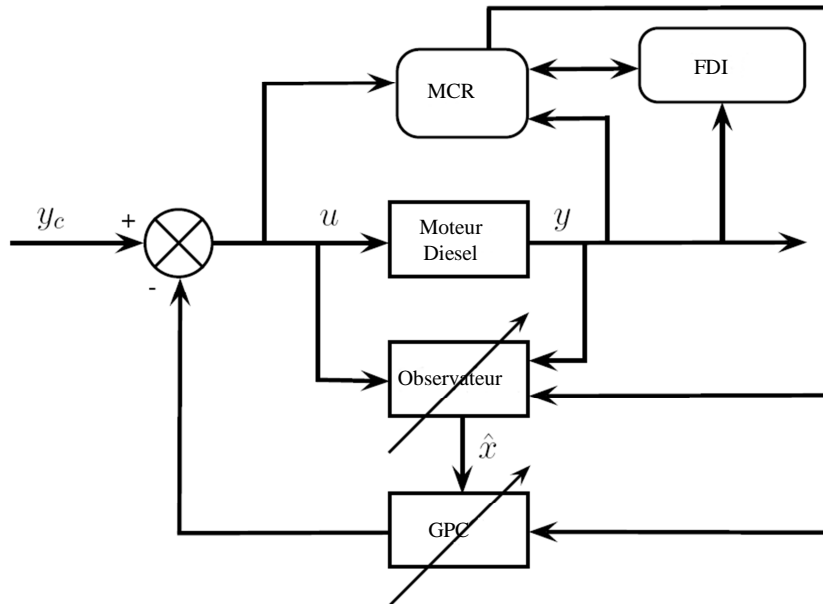 MCR
FDI
y_c
+
u
Moteur
Diesel
y
-
Observateur
x̂
GPC